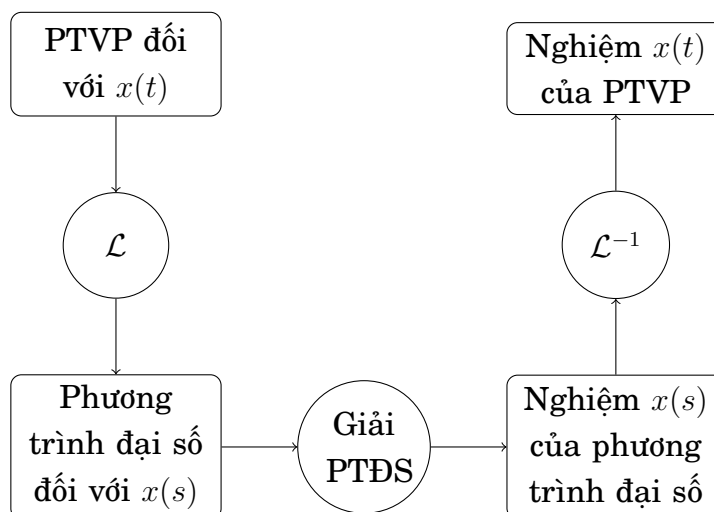 PTVP đối
với x(t)
Nghiệm x(t)
của PTVP
ℒ
ℒ⁻¹
Phương
trình đại số
đối với x(s)
Giải
PTĐS
Nghiệm x(s)
của phương
trình đại số